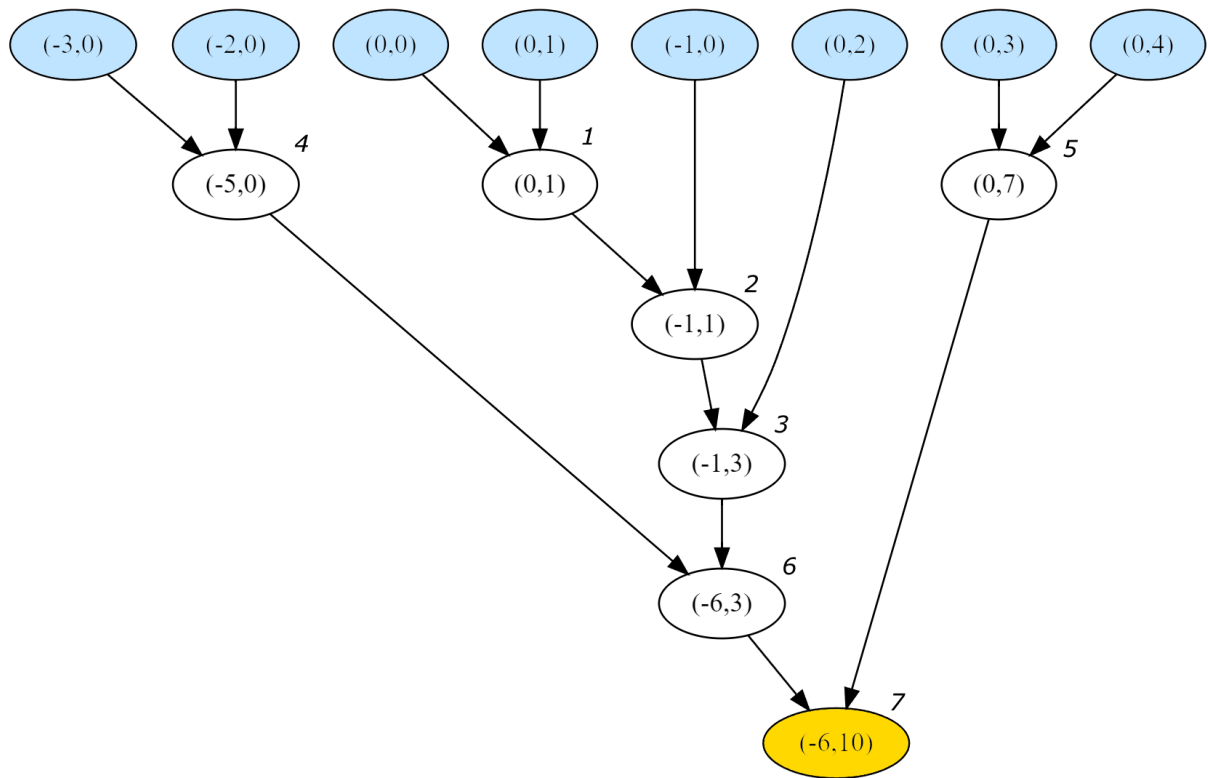 (-3,0) (-2,0) (0,0) (0,1) (-1,0) (0,2) (0,3) (0,4)
4 1 5
(-5,0) (0,1) (0,7)
2
(-1,1)
3
(-1,3)
6
(-6,3)
7
(-6,10)